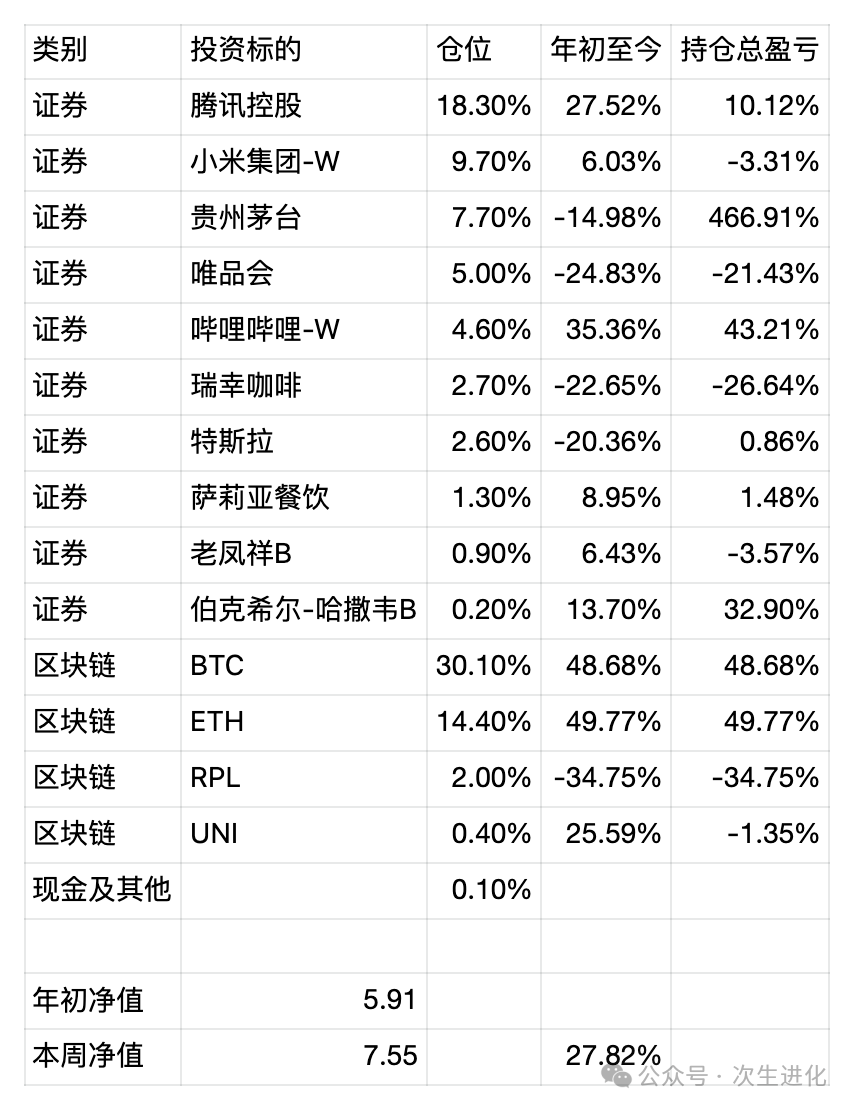 类别 投资标的 仓位 年初至今 持仓总盈亏
证券 腾讯控股 18.30% 27.52% 10.12%
证券 小米集团-W 9.70% 6.03% -3.31%
证券 贵州茅台 7.70% -14.98% 466.91%
证券 唯品会 5.00% -24.83% -21.43%
证券 哔哩哔哩-W 4.60% 35.36% 43.21%
证券 瑞幸咖啡 2.70% -22.65% -26.64%
证券 特斯拉 2.60% -20.36% 0.86%
证券 萨莉亚餐饮 1.30% 8.95% 1.48%
证券 老凤祥B 0.90% 6.43% -3.57%
证券 伯克希尔-哈撒韦B 0.20% 13.70% 32.90%
区块链 BTC 30.10% 48.68% 48.68%
区块链 ETH 14.40% 49.77% 49.77%
区块链 RPL 2.00% -34.75% -34.75%
区块链 UNI 0.40% 25.59% -1.35%
现金及其他 0.10%
年初净值 5.91
本周净值 7.55 27.82%
公众号 · 次生进化